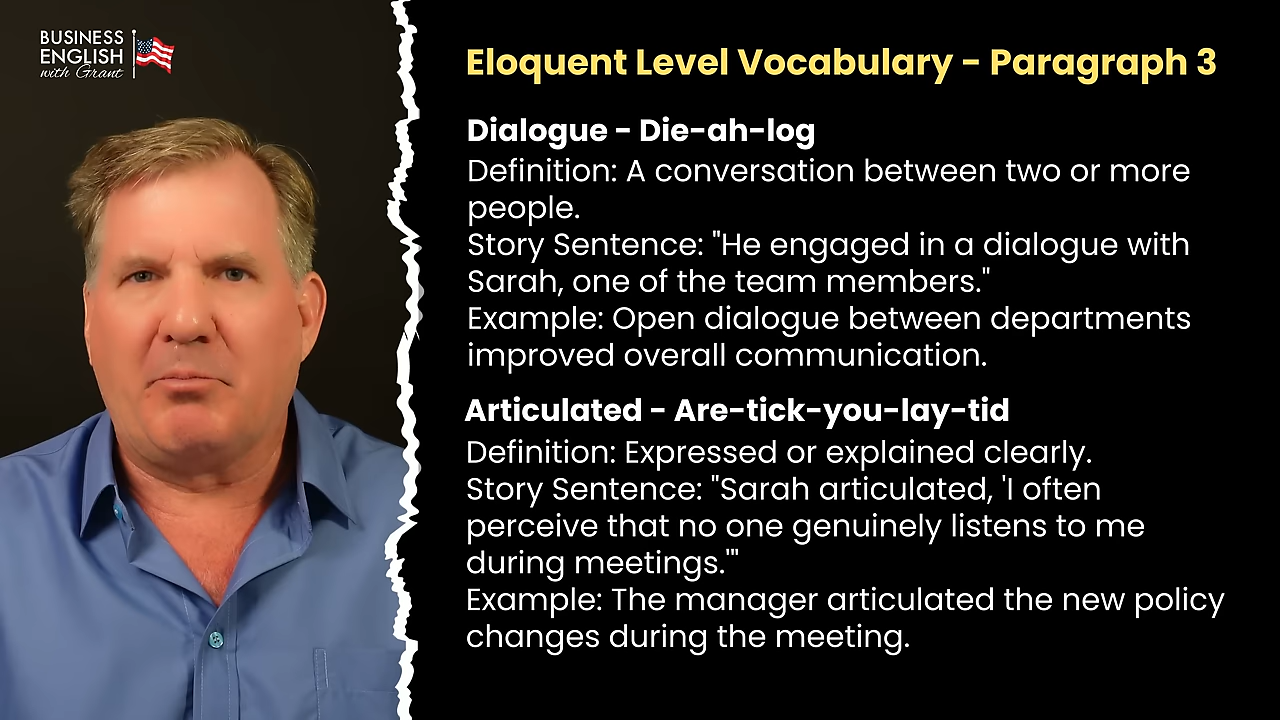 BUSINESS
ENGLISH
with Grant
Eloquent Level Vocabulary - Paragraph 3
Dialogue - Die-ah-log
Definition: A conversation between two or more
people.
Story Sentence: "He engaged in a dialogue with
Sarah, one of the team members."
Example: Open dialogue between departments
improved overall communication.
Articulated - Are-tick-you-lay-tid
Definition: Expressed or explained clearly.
Story Sentence: "Sarah articulated, 'I often
perceive that no one genuinely listens to me
during meetings.'"
Example: The manager articulated the new policy
changes during the meeting.